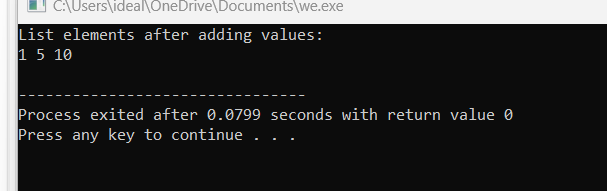 C:\Users\ideal\OneDrive\Documents\we.exe
List elements after adding values:
1 5 10
--------------------------------
Process exited after 0.0799 seconds with return value 0
Press any key to continue . . .